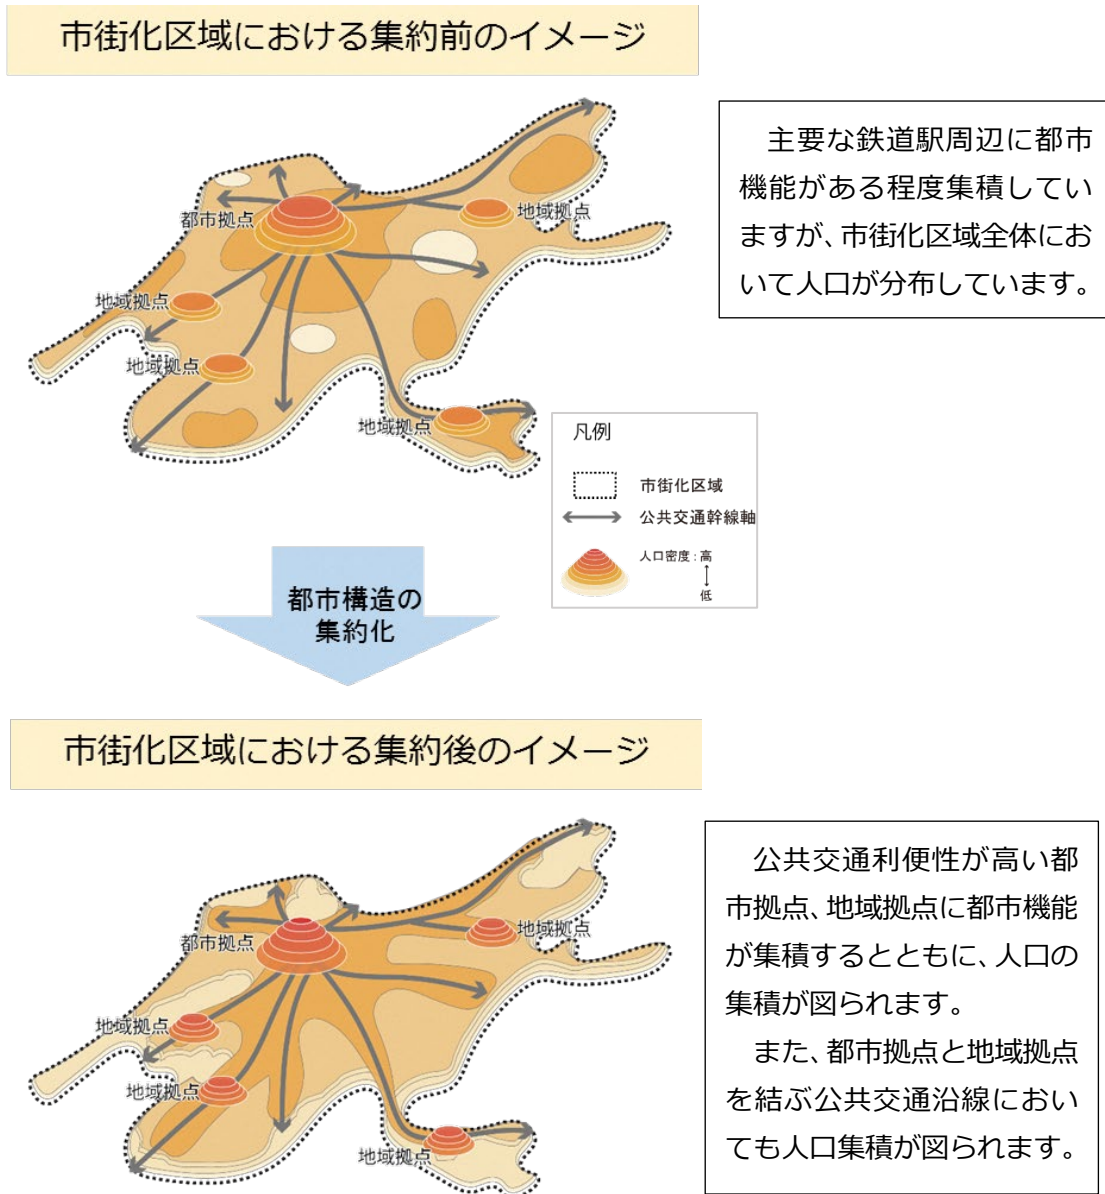 市街化区域における集約前のイメージ
主要な鉄道駅周辺に都市
機能がある程度集積してい
ますが、市街化区域全体にお
いて人口が分布しています。
都市拠点
地域拠点
地域拠点
地域拠点
地域拠点
凡例
市街化区域
公共交通幹線軸
人口密度:高
低
都市構造の
集約化
市街化区域における集約後のイメージ
公共交通利便性が高い都
市拠点、地域拠点に都市機能
が集積するとともに、人口の
集積が図られます。
また、都市拠点と地域拠点
を結ぶ公共交通沿線におい
ても人口集積が図られます。
都市拠点
地域拠点
地域拠点
地域拠点
地域拠点